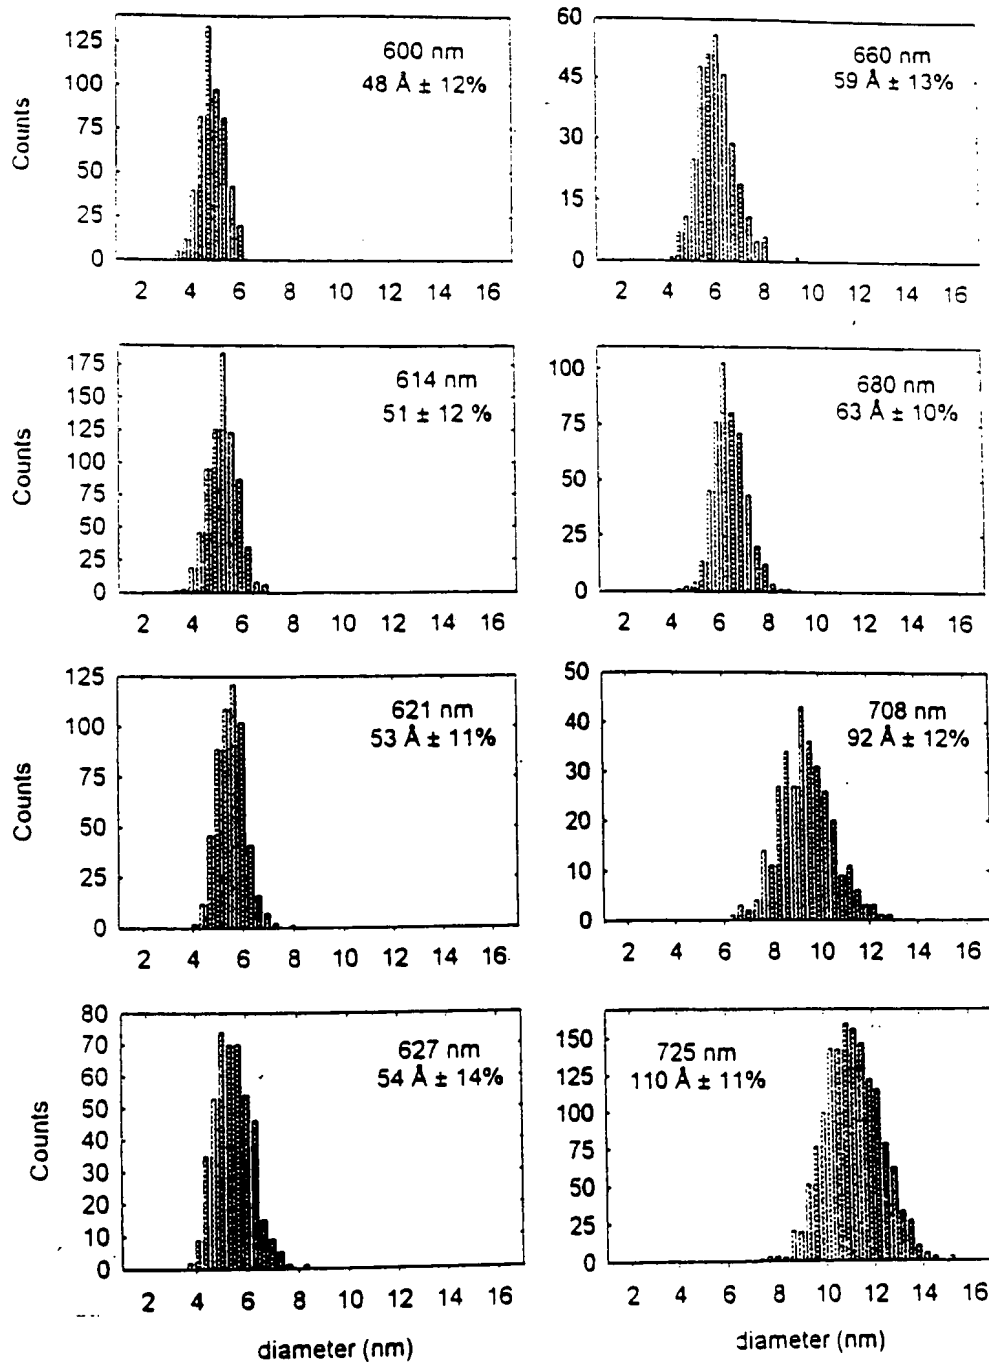 600 nm
48 Å ± 12%
Counts
125
100
75
50
25
0
2 4 6 8 10 12 14 16
660 nm
59 Å ± 13%
60
45
30
15
0
2 4 6 8 10 12 14 16
614 nm
51 ± 12 %
Counts
175
150
125
100
75
50
25
0
2 4 6 8 10 12 14 16
680 nm
63 Å ± 10%
100
75
50
25
0
2 4 6 8 10 12 14 16
621 nm
53 Å ± 11%
Counts
125
100
75
50
25
0
2 4 6 8 10 12 14 16
708 nm
92 Å ± 12%
50
40
30
20
10
0
2 4 6 8 10 12 14 16
627 nm
54 Å ± 14%
Counts
80
70
60
50
40
30
20
10
0
2 4 6 8 10 12 14 16
diameter (nm)
725 nm
110 Å ± 11%
150
125
100
75
50
25
0
2 4 6 8 10 12 14 16
diameter (nm)